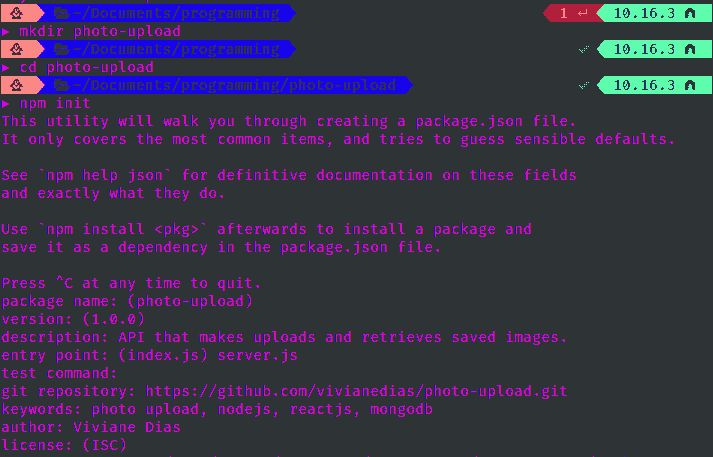 ~/Documents/programming 1 ↵ 10.16.3
▶ mkdir photo-upload
~/Documents/programming ✓ 10.16.3
▶ cd photo-upload
~/Documents/programming/photo-upload ✓ 10.16.3
▶ npm init
This utility will walk you through creating a package.json file.
It only covers the most common items, and tries to guess sensible defaults.
See `npm help json` for definitive documentation on these fields
and exactly what they do.
Use `npm install <pkg>` afterwards to install a package and
save it as a dependency in the package.json file.
Press ^C at any time to quit.
package name: (photo-upload)
version: (1.0.0)
description: API that makes uploads and retrieves saved images.
entry point: (index.js) server.js
test command:
git repository: https://github.com/vivianedias/photo-upload.git
keywords: photo upload, nodejs, reactjs, mongodb
author: Viviane Dias
license: (ISC)